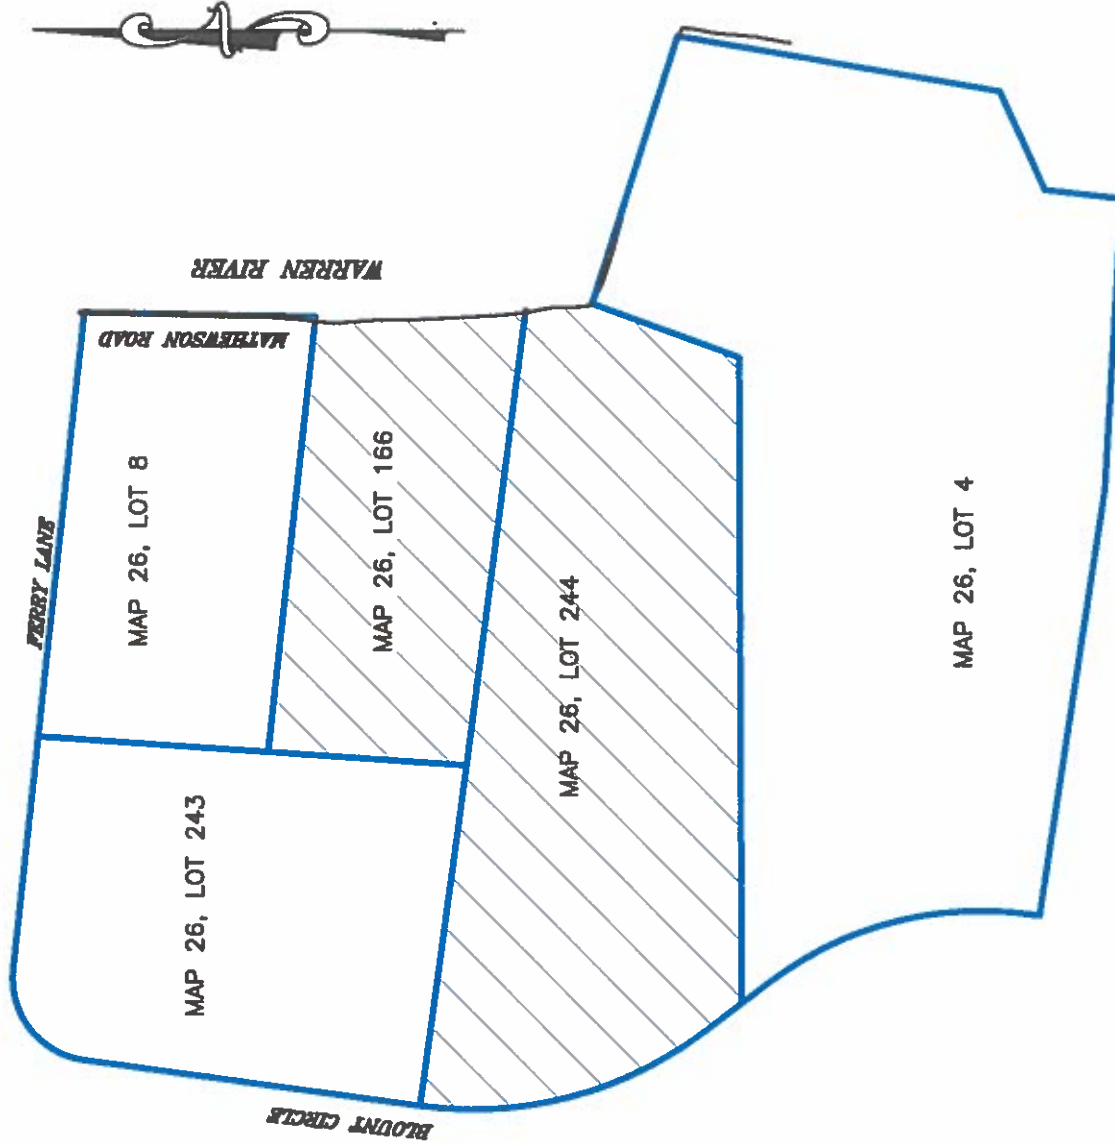 WARREN RIVER
MATHEWSON ROAD
FERRY LANE
MAP 26, LOT 8
MAP 26, LOT 166
MAP 26, LOT 244
MAP 26, LOT 4
MAP 26, LOT 243
BLOUNT CIRCLE